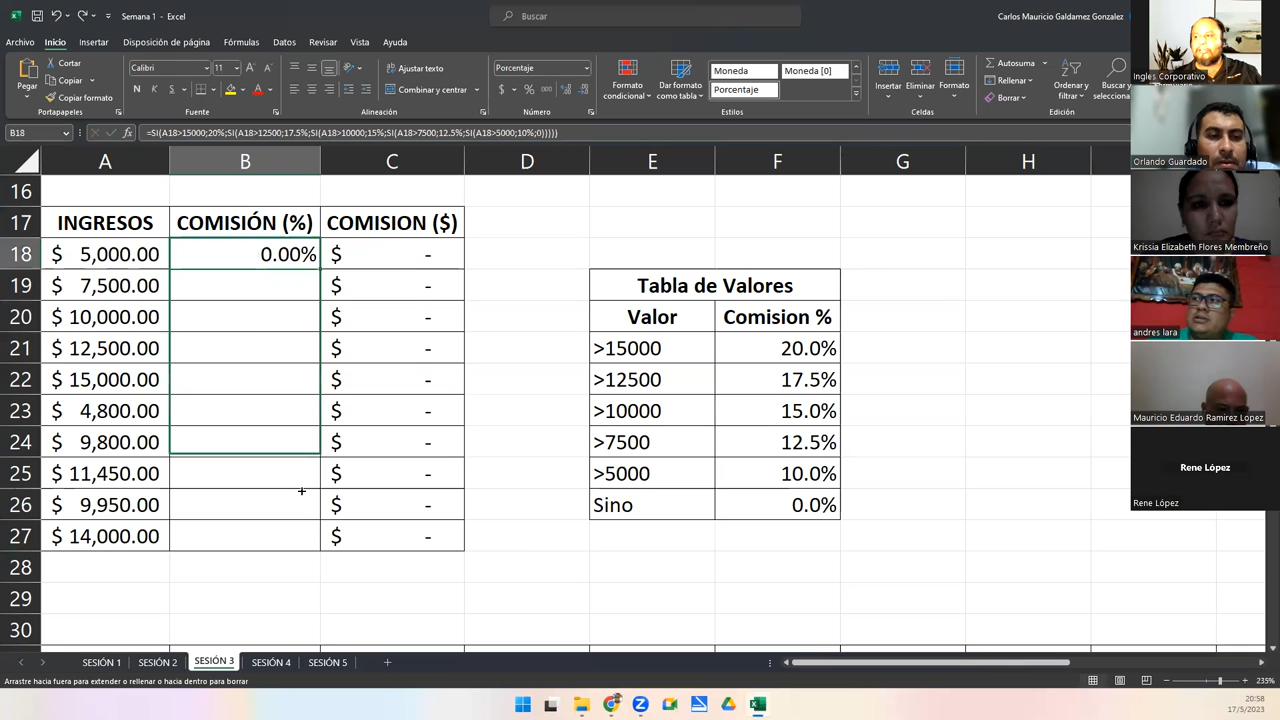 Semana 1 - Excel
Buscar
Carlos Mauricio Galdamez Gonzalez
Archivo Inicio Insertar Disposición de página Fórmulas Datos Revisar Vista Ayuda
Pegar
Cortar
Copiar
Copiar formato
Portapapeles
Calibri 11
N K S
Fuente
Ajustar texto
Combinar y centrar
Alineación
Porcentaje
$ % 000
Número
Formato condicional
Dar formato como tabla
Moneda Moneda [0]
Porcentaje
Estilos
Insertar Eliminar Formato
Celdas
Autosuma
Rellenar
Borrar
Ordenar y filtrar
Buscar y selecciona
Edición
B18 fx =SI(A18>15000;20%;SI(A18>12500;17.5%;SI(A18>10000;15%;SI(A18>7500;12.5%;SI(A18>5000;10%;0)))))
A B C D E F G H
16
17 INGRESOS COMISIÓN (%) COMISION ($)
18 $ 5,000.00 0.00% $ -
19 $ 7,500.00 $ - Tabla de Valores
20 $ 10,000.00 $ - Valor Comision %
21 $ 12,500.00 $ - >15000 20.0%
22 $ 15,000.00 $ - >12500 17.5%
23 $ 4,800.00 $ - >10000 15.0%
24 $ 9,800.00 $ - >7500 12.5%
25 $ 11,450.00 $ - >5000 10.0%
26 $ 9,950.00 $ - Sino 0.0%
27 $ 14,000.00 $ -
28
29
30
SESIÓN 1 SESIÓN 2 SESIÓN 3 SESIÓN 4 SESIÓN 5
Arrastre hacia fuera para extender o rellenar o hacia dentro para borrar
235%
20:58
17/5/2023
Ingles Corporativo
Orlando Guardado
Krissia Elizabeth Flores Membreño
andres lara
Mauricio Eduardo Ramirez Lopez
Rene López
Rene López